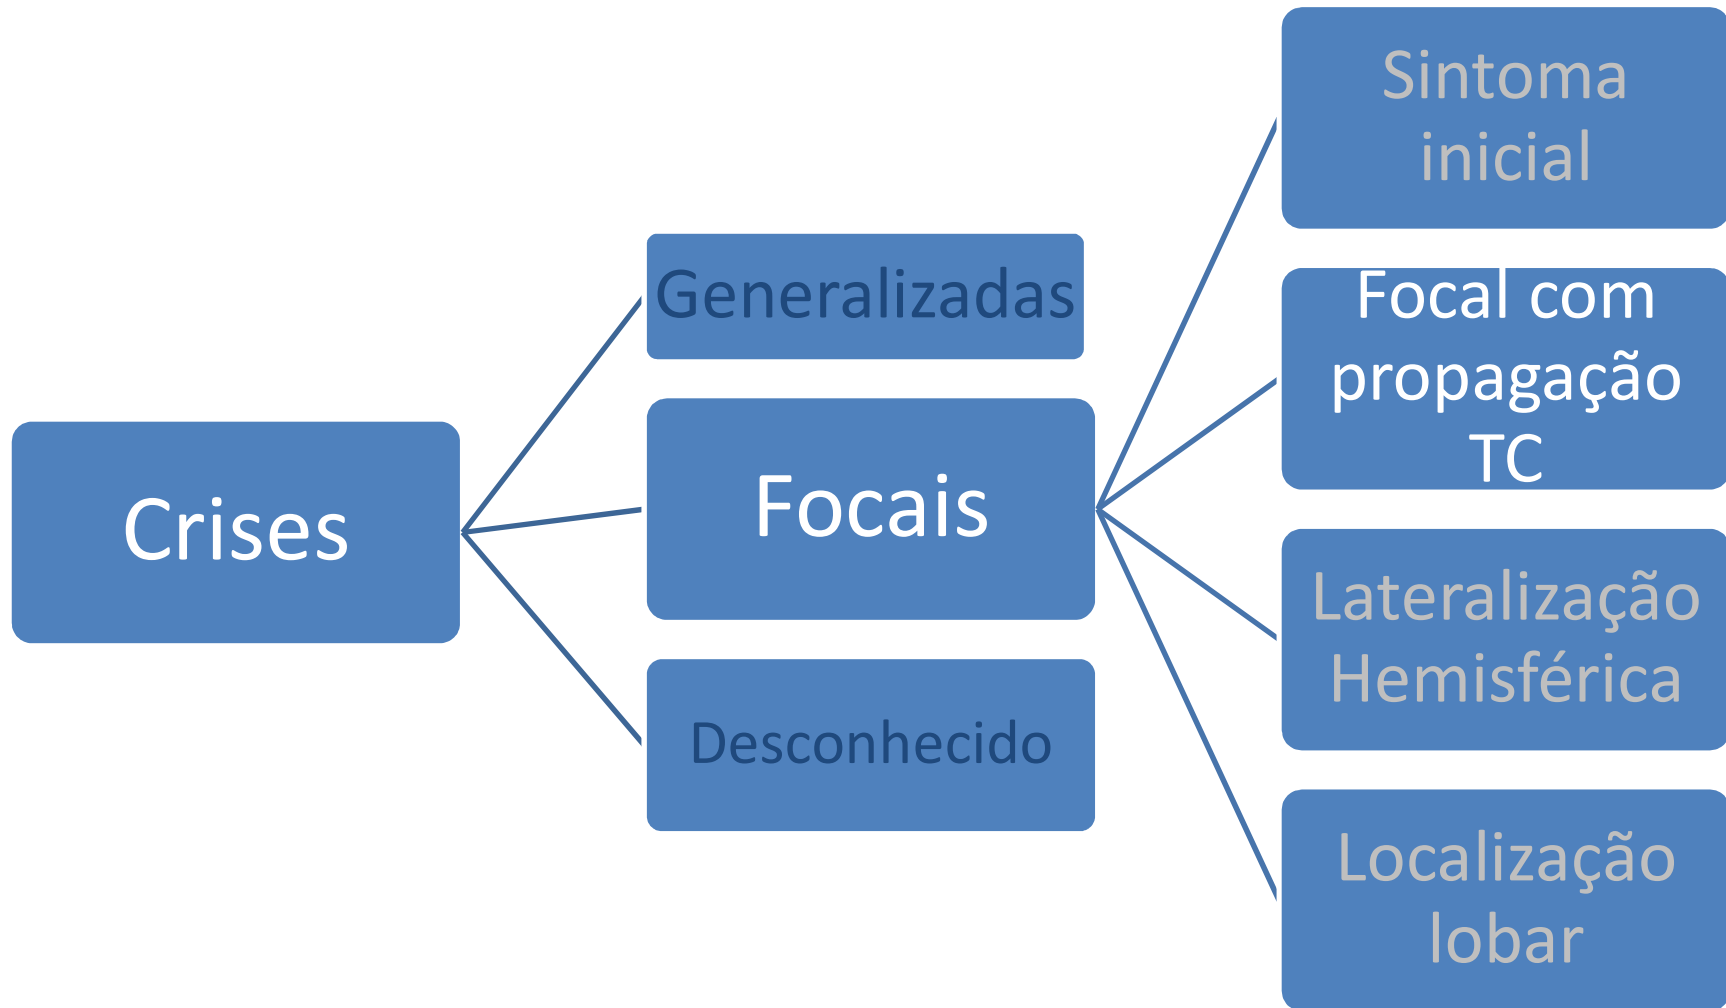 Crises
Generalizadas
Focais
Desconhecido
Sintoma
inicial
Focal com
propagação
TC
Lateralização
Hemisférica
Localização
lobar